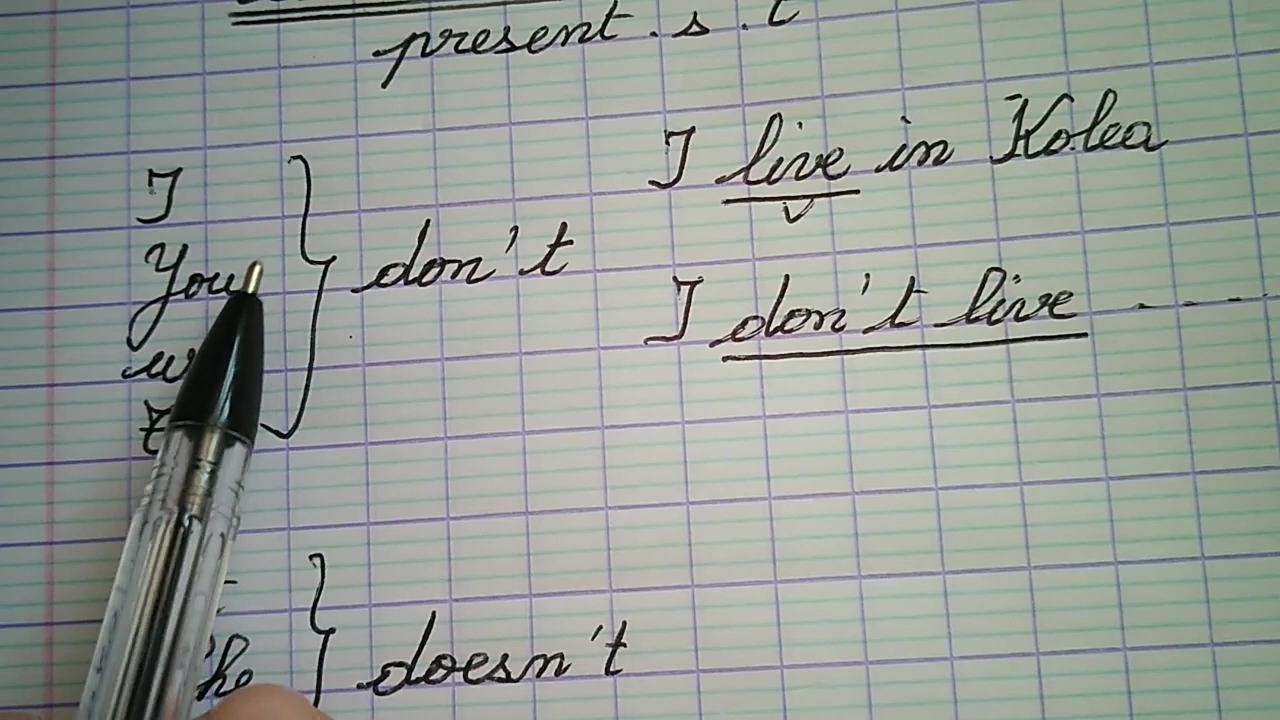 present . s . t
I live in Kolea
I
You
don't
I don't live ----
doesn't